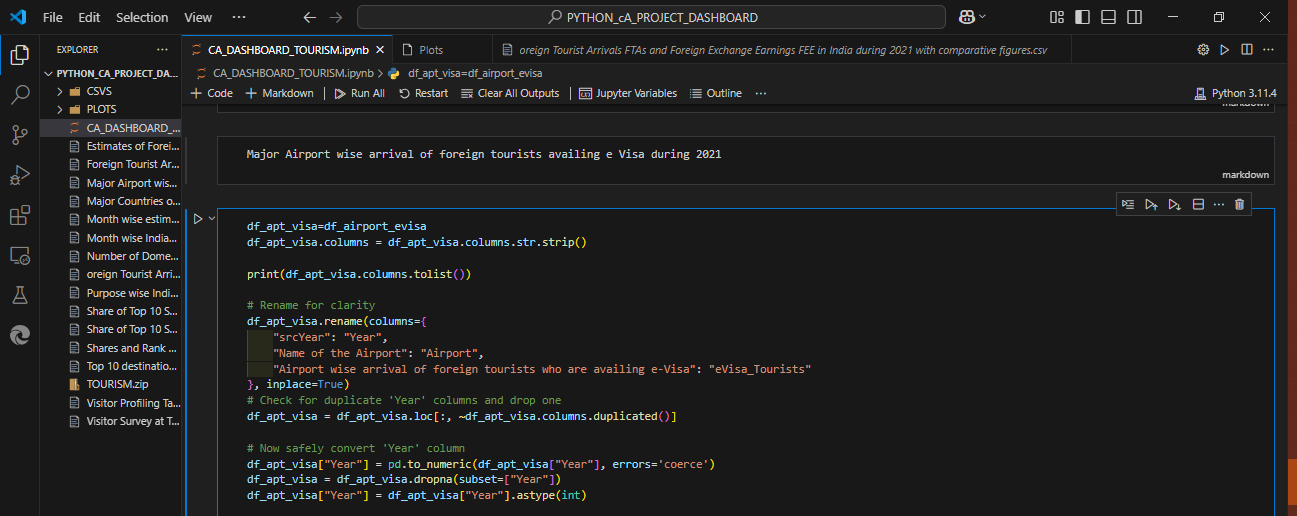 File Edit Selection View ··· PYTHON_cA_PROJECT_DASHBOARD
EXPLORER ···
PYTHON_CA_PROJECT_DA...
CSVS
PLOTS
CA_DASHBOARD_...
Estimates of Forei...
Foreign Tourist Ar...
Major Airport wis...
Major Countries o...
Month wise estim...
Month wise India...
Number of Dome...
oreign Tourist Arri...
Purpose wise Indi...
Share of Top 10 S...
Share of Top 10 S...
Shares and Rank ...
Top 10 destinatio...
TOURISM.zip
Visitor Profiling Ta...
Visitor Survey at T...
CA_DASHBOARD_TOURISM.ipynb Plots oreign Tourist Arrivals FTAs and Foreign Exchange Earnings FEE in India during 2021 with comparative figures.csv
CA_DASHBOARD_TOURISM.ipynb > df_apt_visa=df_airport_evisa
+ Code + Markdown Run All Restart Clear All Outputs Jupyter Variables Outline ··· Python 3.11.4
markdown
Major Airport wise arrival of foreign tourists availing e Visa during 2021
markdown
df_apt_visa=df_airport_evisa
df_apt_visa.columns = df_apt_visa.columns.str.strip()
print(df_apt_visa.columns.tolist())
# Rename for clarity
df_apt_visa.rename(columns={
"srcYear": "Year",
"Name of the Airport": "Airport",
"Airport wise arrival of foreign tourists who are availing e-Visa": "eVisa_Tourists"
}, inplace=True)
# Check for duplicate 'Year' columns and drop one
df_apt_visa = df_apt_visa.loc[:, ~df_apt_visa.columns.duplicated()]
# Now safely convert 'Year' column
df_apt_visa["Year"] = pd.to_numeric(df_apt_visa["Year"], errors='coerce')
df_apt_visa = df_apt_visa.dropna(subset=["Year"])
df_apt_visa["Year"] = df_apt_visa["Year"].astype(int)